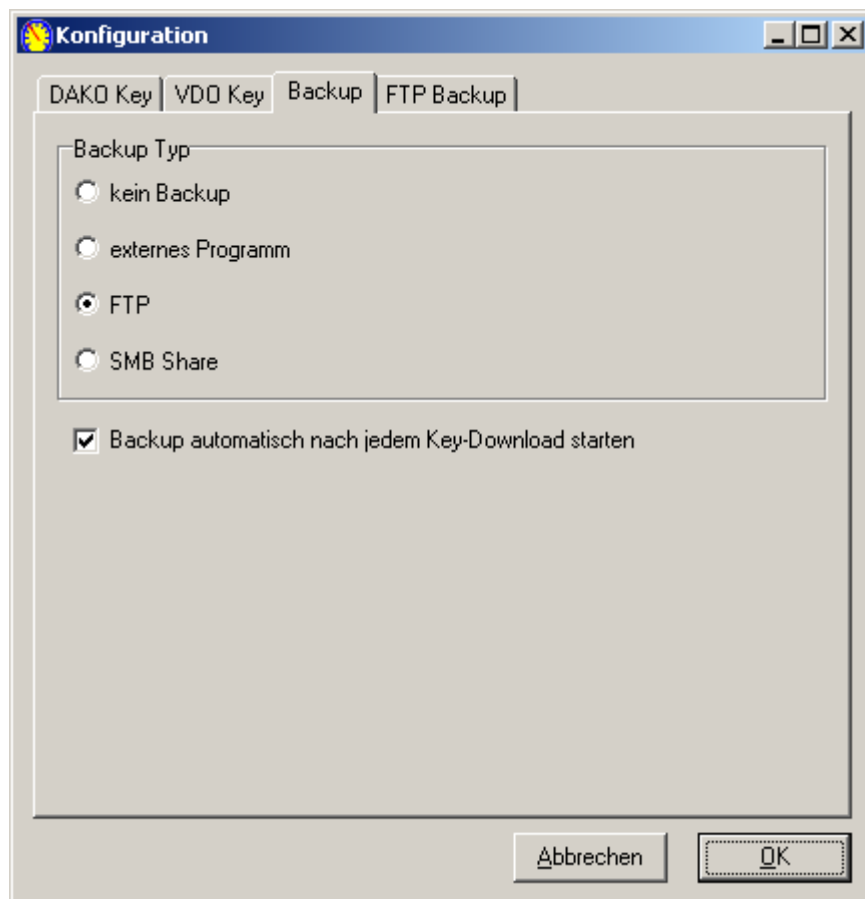 Konfiguration
DAKO Key VDO Key Backup FTP Backup
Backup Typ
kein Backup
externes Programm
FTP
SMB Share
Backup automatisch nach jedem Key-Download starten
Abbrechen OK